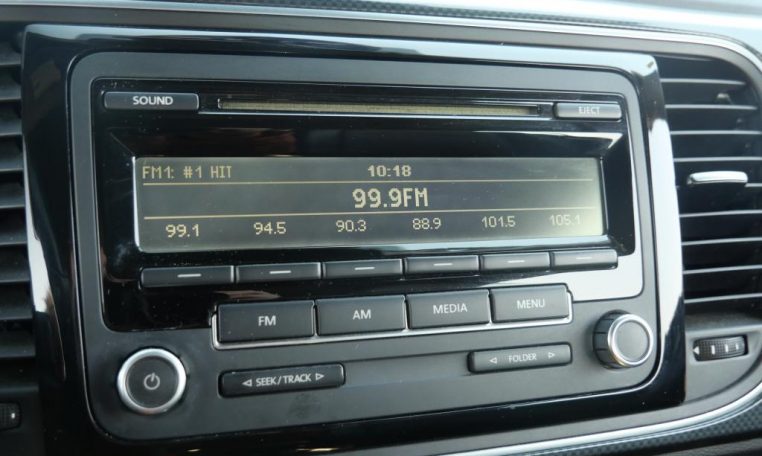 SOUND EJECT
FM1: #1 HIT 10:18
99.9FM
99.1 94.5 90.3 88.9 101.5 105.1
FM AM MEDIA MENU
SEEK/TRACK FOLDER